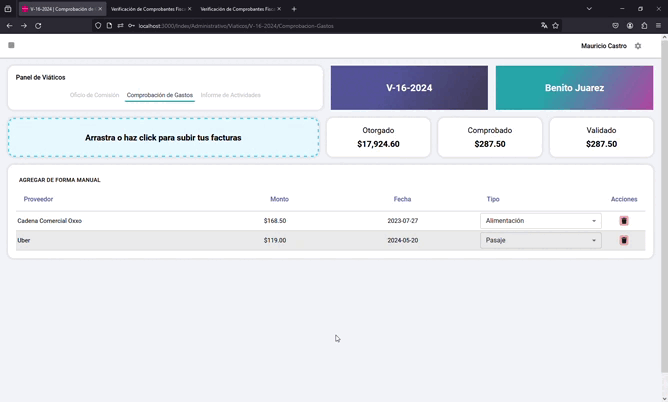 V-16-2024 | Comprobación de
Verificación de Comprobantes Fisc
Verificación de Comprobantes Fisc
localhost:3000/Index/Administrativo/Viaticos/V-16-2024/Comprobacion-Gastos
Mauricio Castro
Panel de Viáticos
Oficio de Comisión
Comprobación de Gastos
Informe de Actividades
V-16-2024
Benito Juarez
Arrastra o haz click para subir tus facturas
Otorgado
$17,924.60
Comprobado
$287.50
Validado
$287.50
AGREGAR DE FORMA MANUAL
Proveedor Monto Fecha Tipo Acciones
Cadena Comercial Oxxo $168.50 2023-07-27 Alimentación
Uber $119.00 2024-05-20 Pasaje